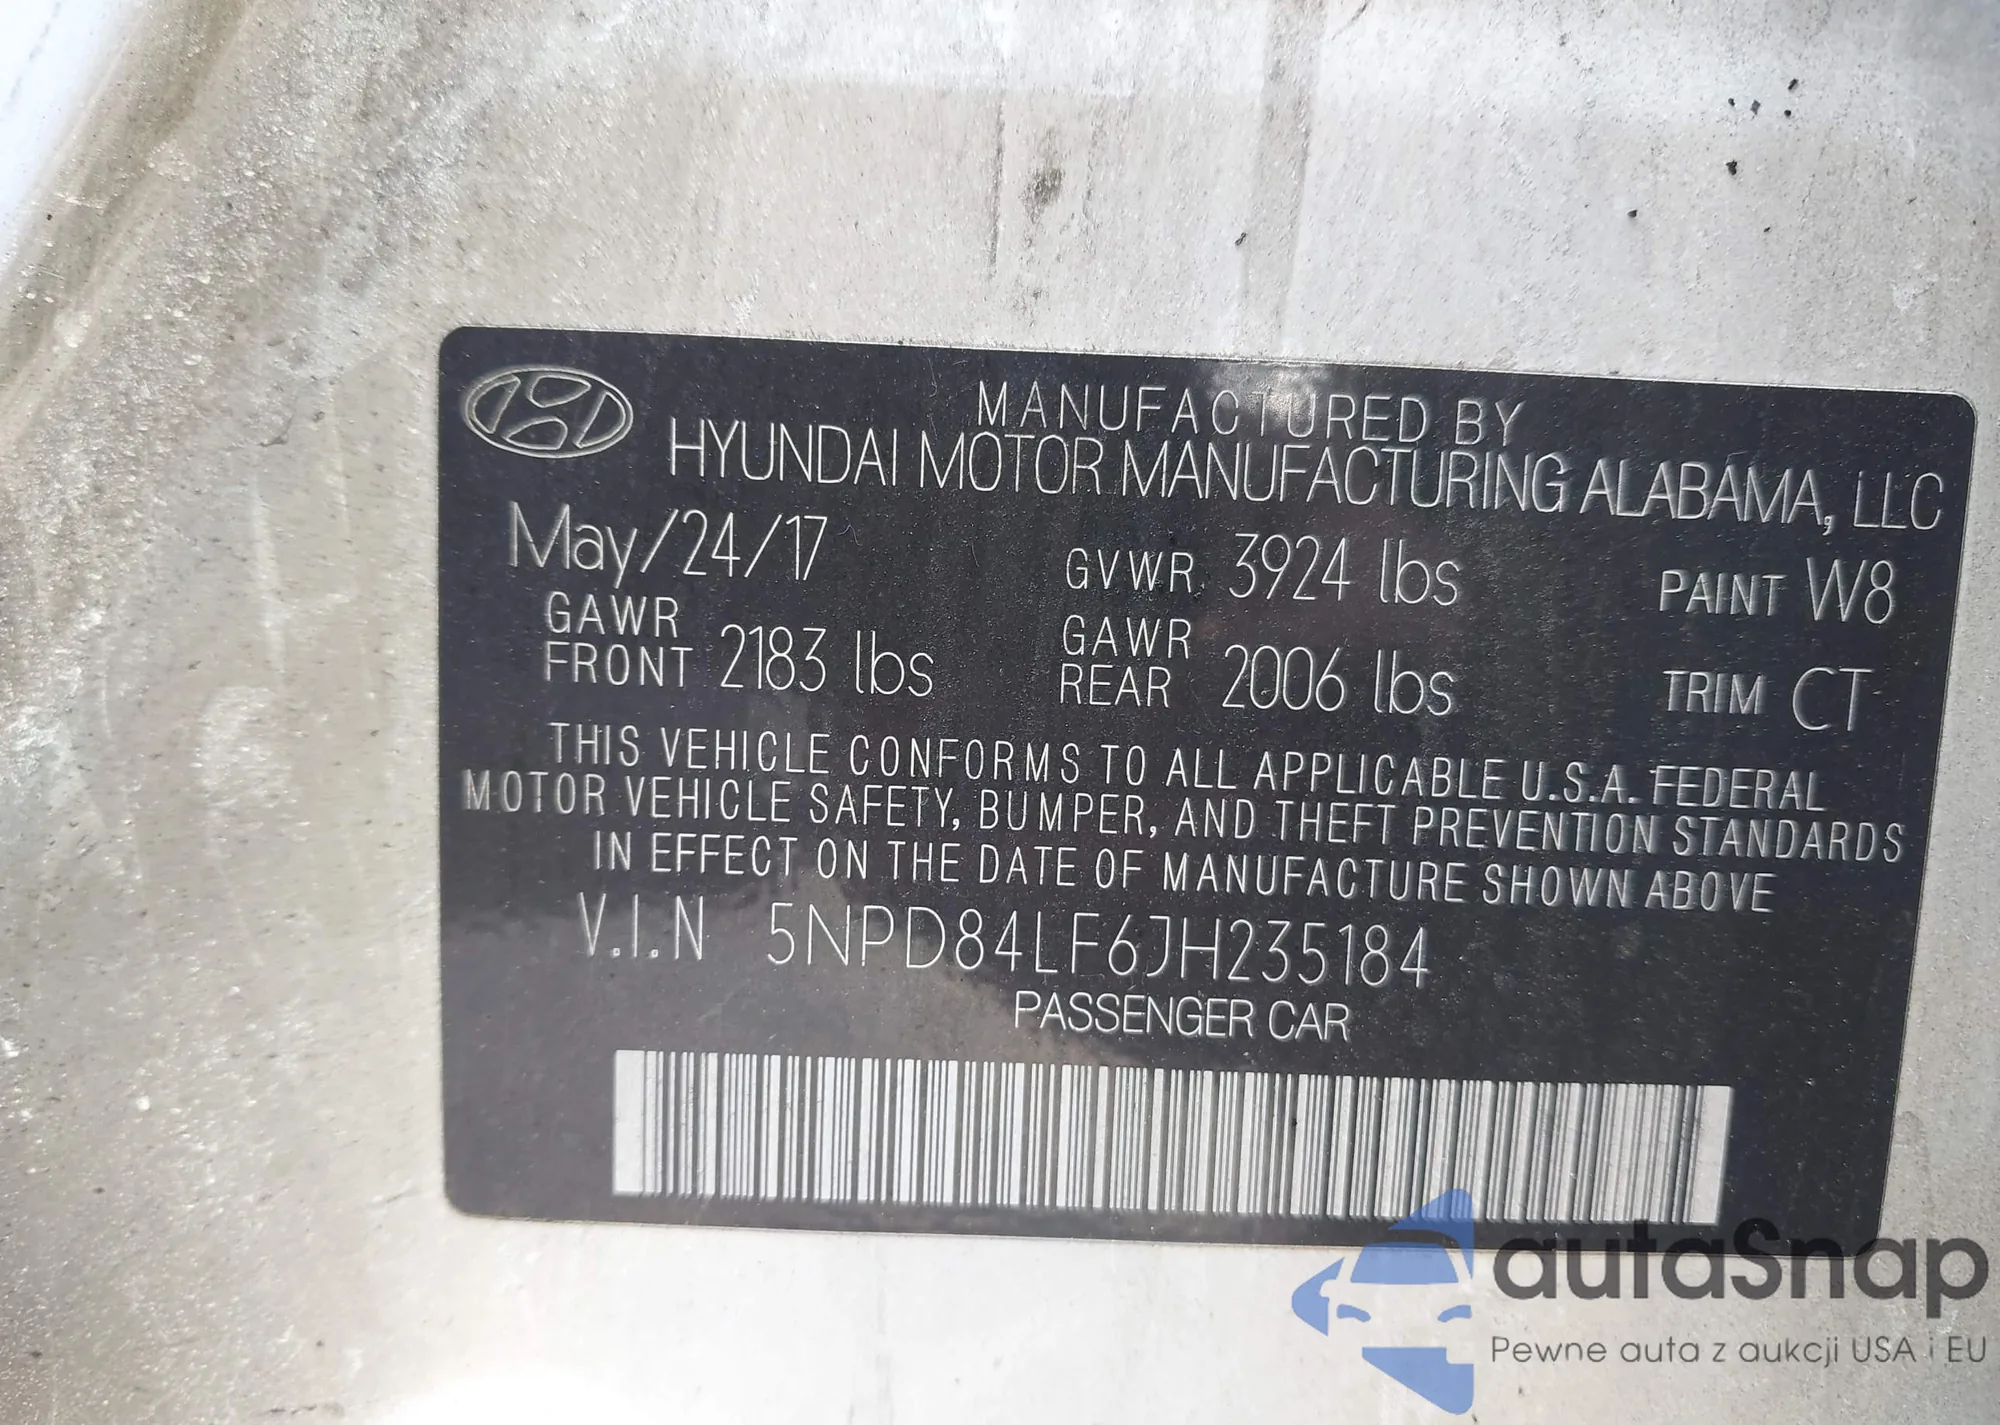 MANUFACTURED BY
HYUNDAI MOTOR MANUFACTURING ALABAMA, LLC
May/24/17 GVWR 3924 lbs PAINT W8
GAWR FRONT 2183 lbs GAWR REAR 2006 lbs TRIM CT
THIS VEHICLE CONFORMS TO ALL APPLICABLE U.S.A. FEDERAL
MOTOR VEHICLE SAFETY, BUMPER, AND THEFT PREVENTION STANDARDS
IN EFFECT ON THE DATE OF MANUFACTURE SHOWN ABOVE
V.I.N 5NPD84LF6JH235184
PASSENGER CAR
autaSnap
Pewne auta z aukcji USA i EU